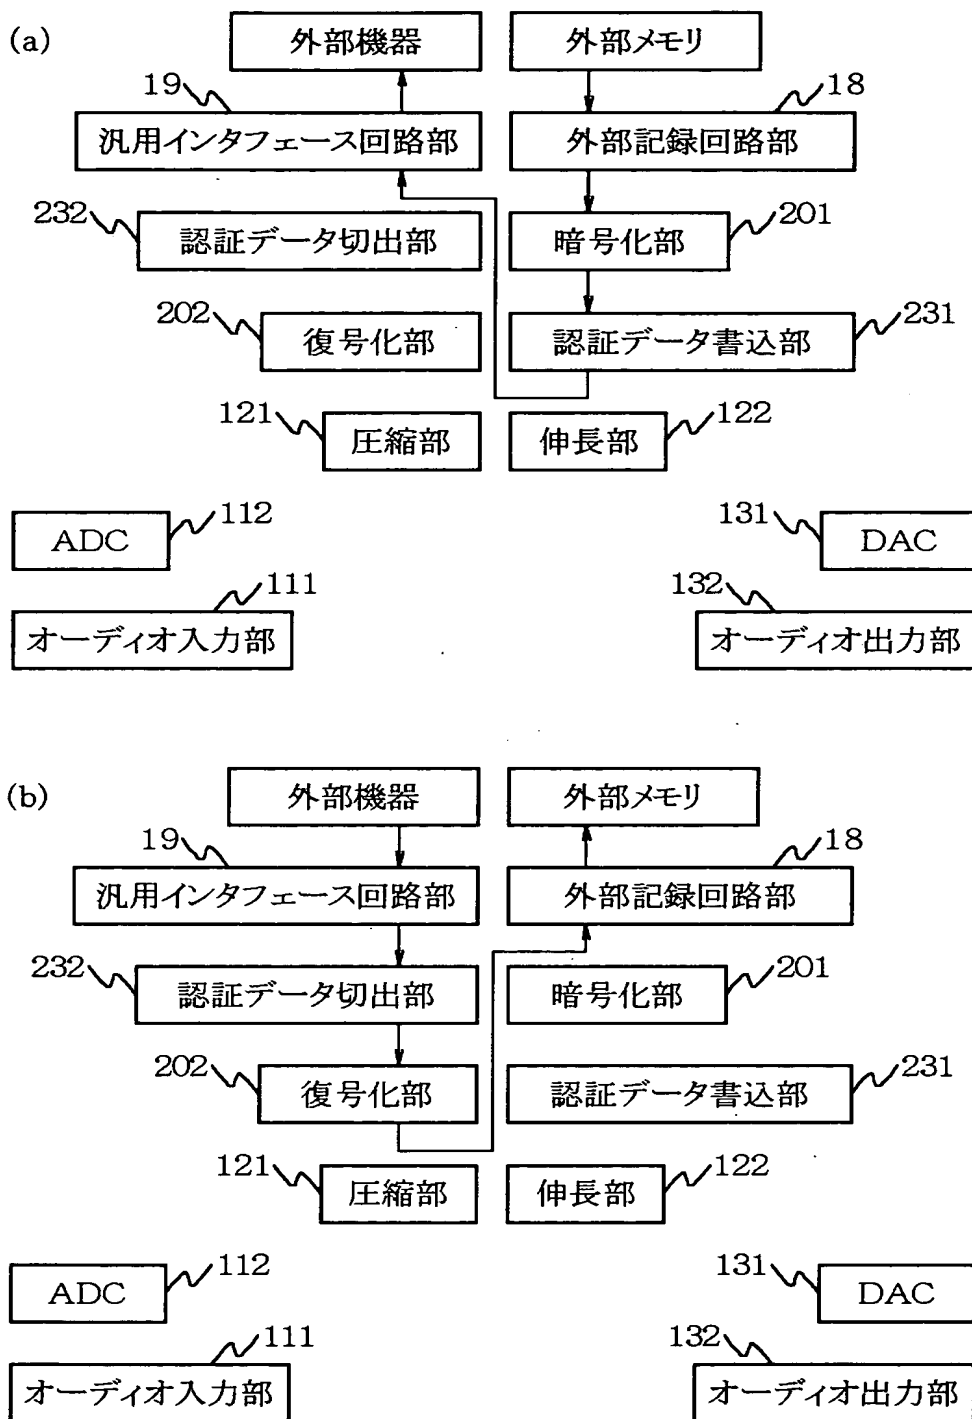 (a)
外部機器
外部メモリ
19
18
汎用インタフェース回路部
外部記録回路部
232
201
認証データ切出部
暗号化部
202
231
復号化部
認証データ書込部
121
122
圧縮部
伸長部
112
131
ADC
DAC
111
132
オーディオ入力部
オーディオ出力部
(b)
外部機器
外部メモリ
19
18
汎用インタフェース回路部
外部記録回路部
232
201
認証データ切出部
暗号化部
202
231
復号化部
認証データ書込部
121
122
圧縮部
伸長部
112
131
ADC
DAC
111
132
オーディオ入力部
オーディオ出力部